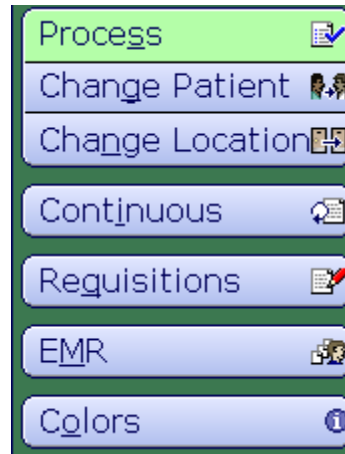 Process
Change Patient
Change Location
Continuous
Requisitions
EMR
Colors